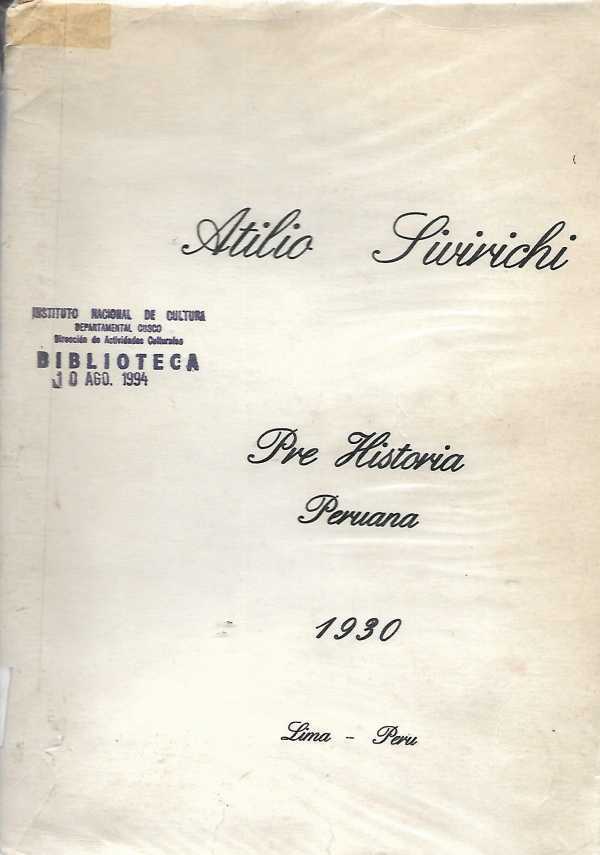 Atilio Sivirichi
INSTITUTO NACIONAL DE CULTURA
DEPARTAMENTAL CUSCO
Dirección de Actividades Culturales
BIBLIOTECA
10 AGO. 1994
Pre Historia
Peruana
1930
Lima - Peru